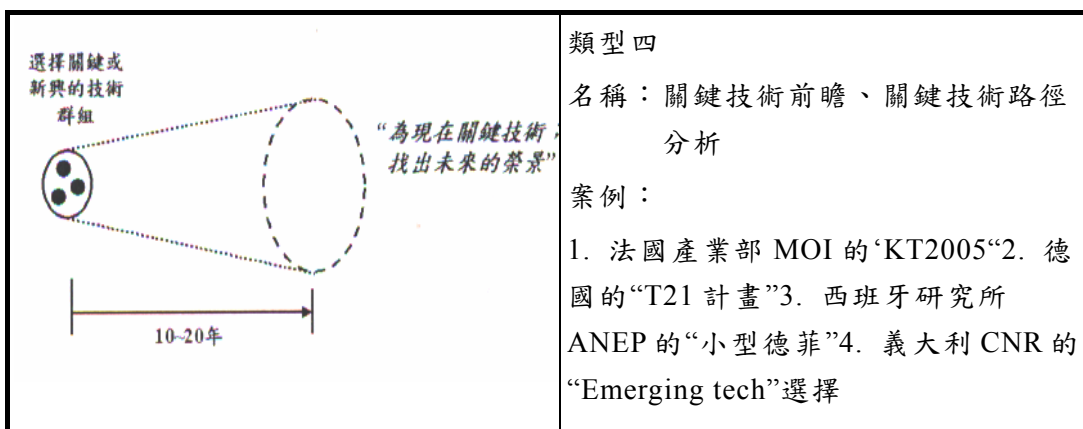 選擇關鍵或
新興的技術
群組
“為現在關鍵技術
找出未來的榮景”
10~20年
類型四
名稱：關鍵技術前瞻、關鍵技術路徑
分析
案例：
1. 法國產業部 MOI 的‘KT2005“2. 德
國的“T21 計畫”3. 西班牙研究所
ANEP 的“小型德菲”4. 義大利 CNR 的
“Emerging tech”選擇